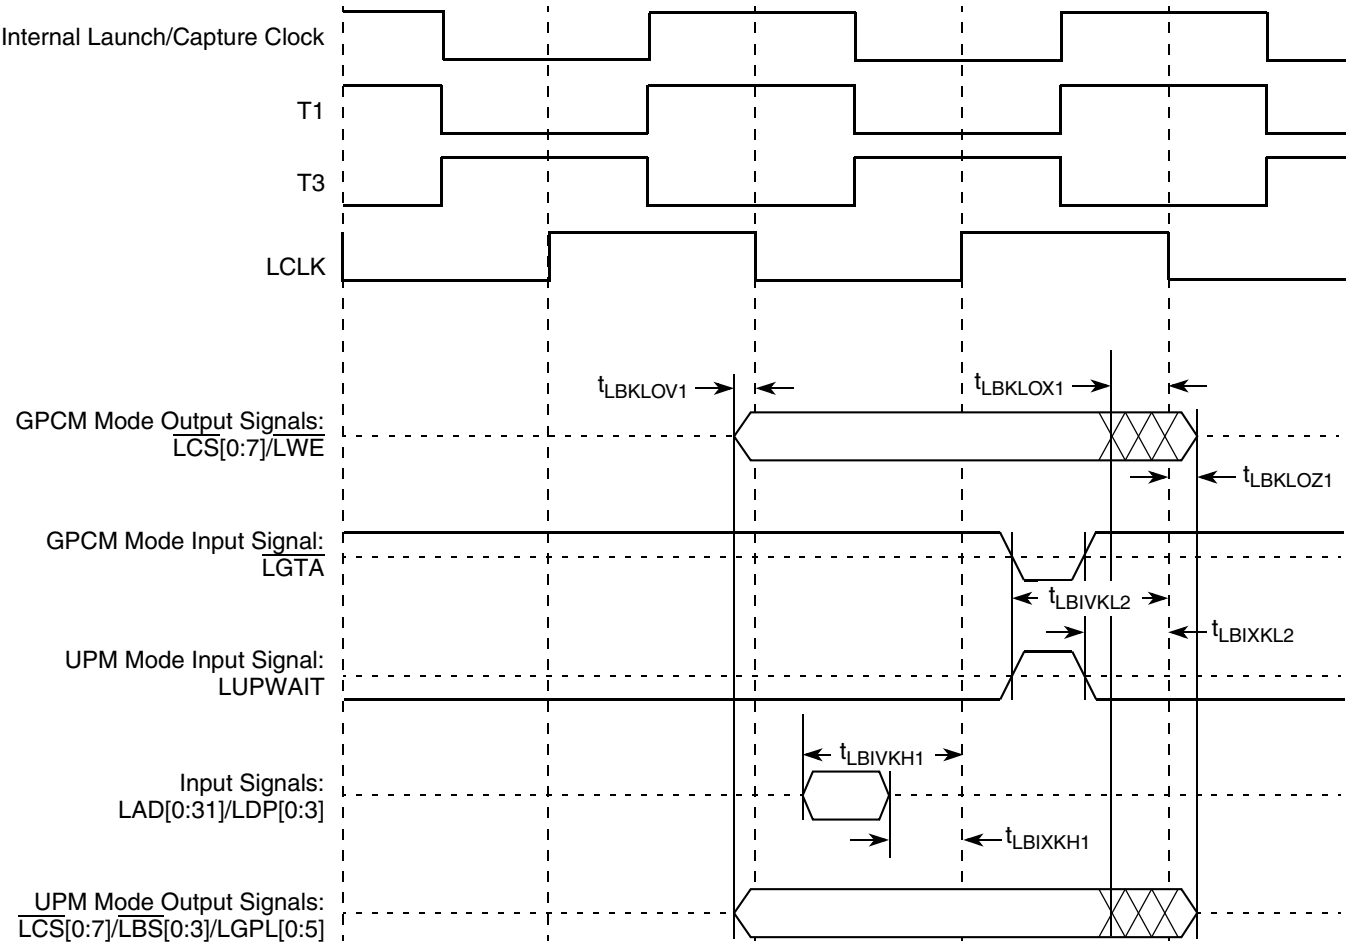 Internal Launch/Capture Clock
T1
T3
LCLK
tLBKLOV1
tLBKLOX1
GPCM Mode Output Signals:
LCS[0:7]/LWE
tLBKLOZ1
GPCM Mode Input Signal:
LGTA
tLBIVKL2
tLBIXKL2
UPM Mode Input Signal:
LUPWAIT
tLBIVKH1
Input Signals:
LAD[0:31]/LDP[0:3]
tLBIXKH1
UPM Mode Output Signals:
LCS[0:7]/LBS[0:3]/LGPL[0:5]